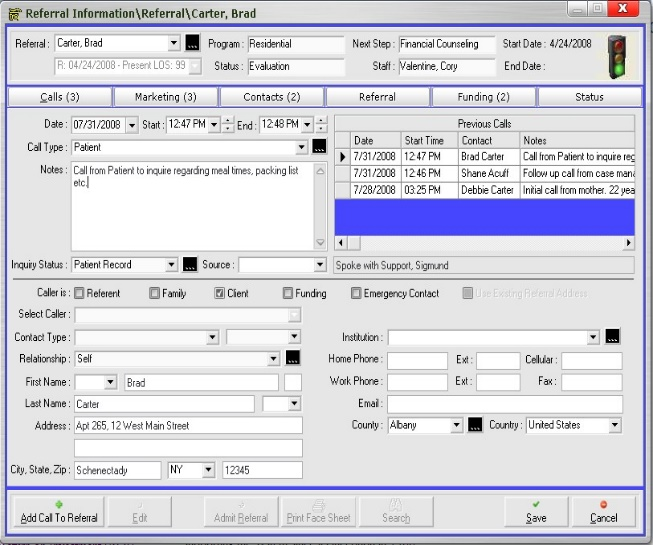 Referral Information\Referral\Carter, Brad
Referral : Carter, Brad ... Program : Residential Next Step : Financial Counseling Start Date : 4/24/2008
R: 04/24/2008 - Present LOS: 99 Status : Evaluation Staff : Valentine, Cory End Date :
Calls (3) Marketing (3) Contacts (2) Referral Funding (2) Status
Date : 07/31/2008 Start : 12:47 PM End : 12:48 PM
Call Type : Patient ...
Notes : Call from Patient to inquire regarding meal times, packing list
etc.
Previous Calls
Date Start Time Contact Notes
7/31/2008 12:47 PM Brad Carter Call from Patient to inquire reg
7/31/2008 12:46 PM Shane Acuff Follow up call from case mana
7/28/2008 03:25 PM Debbie Carter Initial call from mother. 22 yea
Inquiry Status : Patient Record ... Source :
Spoke with Support, Sigmund
Caller is : Referent Family Client Funding Emergency Contact Use Existing Referral Address
Select Caller :
Contact Type : Institution : ...
Relationship : Self ... Home Phone : Ext : Cellular :
First Name : Brad Work Phone : Ext : Fax :
Last Name : Carter Email :
Address : Apt 265, 12 West Main Street County : Albany ... Country : United States
City, State, Zip : Schenectady NY 12345
Add Call To Referral Edit Admit Referral Print Face Sheet Search Save Cancel